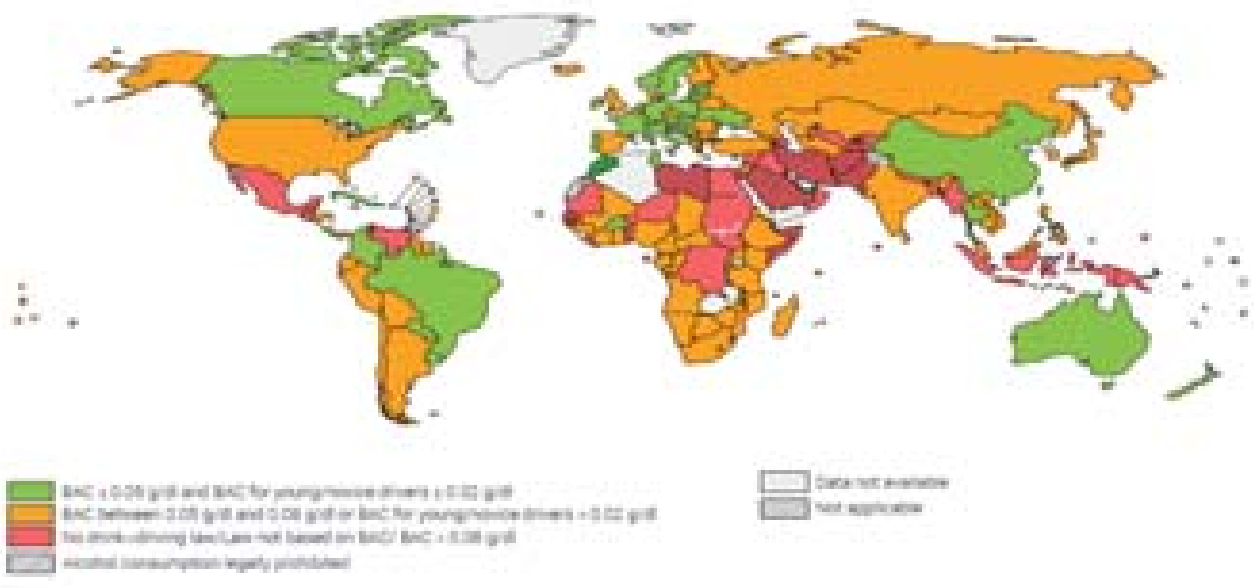 BAC ≤ 0.05 g/dl and BAC for young/novice drivers ≤ 0.02 g/dl
BAC between 0.05 g/dl and 0.08 g/dl or BAC for young/novice drivers > 0.02 g/dl
No drink–driving law/Law not based on BAC/ BAC > 0.08 g/dl
Alcohol consumption legally prohibited
Data not available
Not applicable